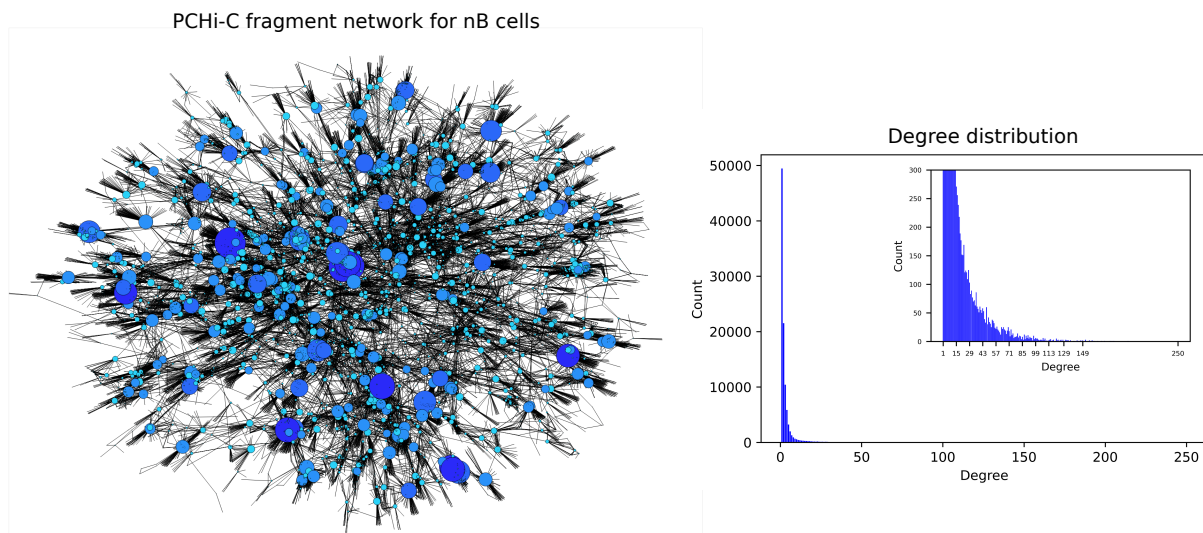 PCHi-C fragment network for nB cells
Degree distribution
50000
40000
30000
20000
10000
0
Count
0 50 100 150 200 250
Degree
300
250
200
150
100
50
0
Count
1 15 29 43 57 71 85 99 113 129 149 250
Degree